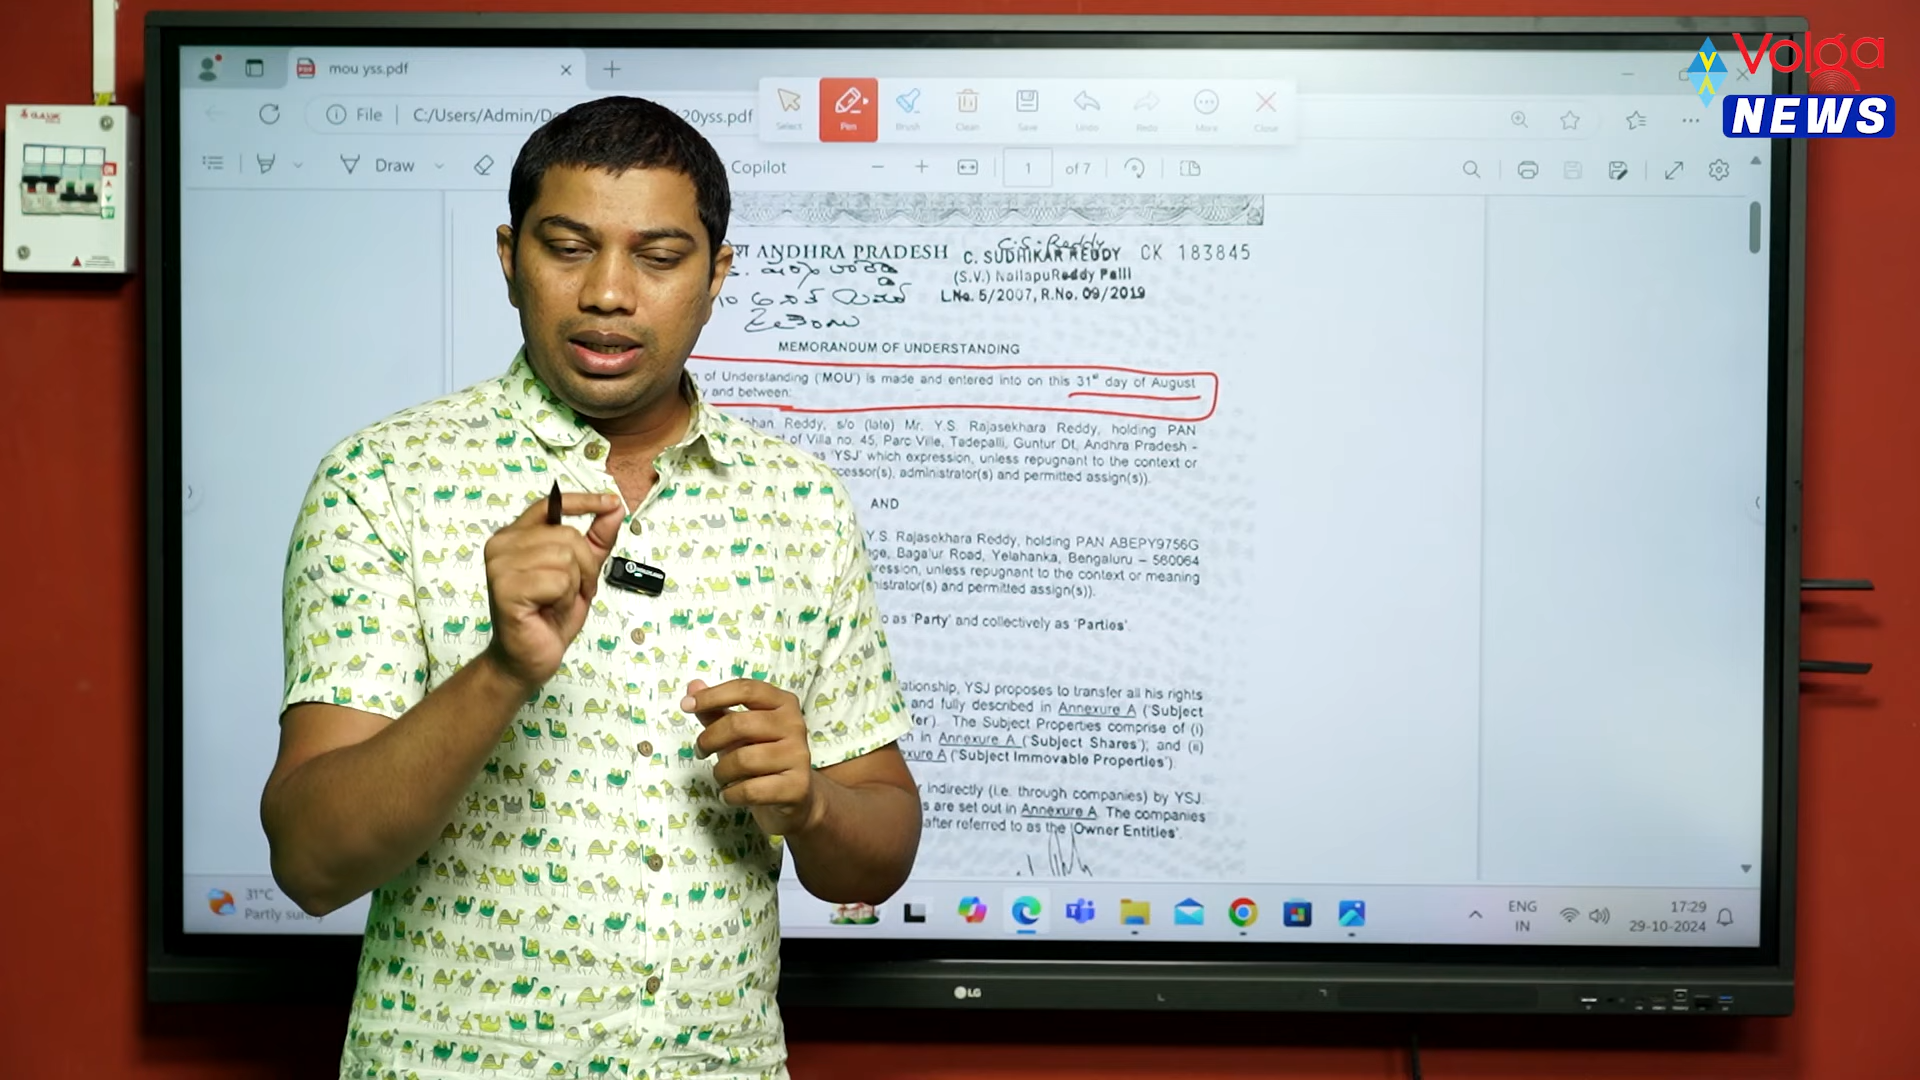 Volga
NEWS
mou yss.pdf
File
C:/Users/Admin/De
20yss.pdf
Select
Pen
Brush
Clean
Save
Undo
Redo
More
Close
Draw
Copilot
1
of 7
ANDHRA PRADESH
C.S. Reddy
C. SUDHIKAR REDDY
CK 183845
(S.V.) NallapuReddy Palli
L.No. 5/2007, R.No. 09/2019
MEMORANDUM OF UNDERSTANDING
of Understanding ('MOU') is made and entered into on this 31st day of August
and between:
Reddy, s/o (late) Mr. Y.S. Rajasekhara Reddy, holding PAN
of Villa no. 45, Parc Ville, Tadepalli, Guntur Dt, Andhra Pradesh -
as 'YSJ' which expression, unless repugnant to the context or
administrator(s) and permitted assign(s)).
AND
Y.S. Rajasekhara Reddy, holding PAN ABEPY9756G
Bagalur Road, Yelahanka, Bengaluru – 560064
unless repugnant to the context or meaning
and permitted assign(s)).
as 'Party' and collectively as 'Parties'.
YSJ proposes to transfer all his rights
and fully described in Annexure A ('Subject
The Subject Properties comprise of (i)
in Annexure A ('Subject Shares'); and (ii)
A ('Subject Immovable Properties').
indirectly (i.e. through companies) by YSJ.
are set out in Annexure A. The companies
referred to as the 'Owner Entities'.
31°C
Partly sunny
ENG
IN
17:29
29-10-2024
LG